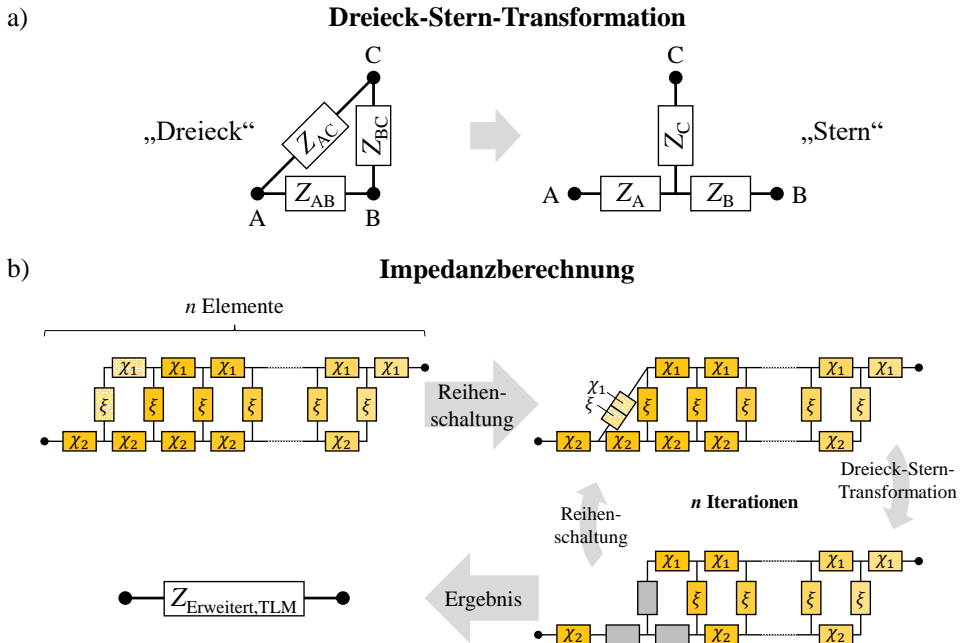 a)
Dreieck-Stern-Transformation
C
C
„Dreieck“
Z_AC
Z_BC
Z_C
„Stern“
A
Z_A
Z_B
B
Z_AB
A
B
b)
Impedanzberechnung
n Elemente
χ₁ χ₁ χ₁ χ₁ χ₁
ξ ξ ξ ξ ξ ξ
χ₂ χ₂ χ₂ χ₂ χ₂
Reihen-
schaltung
χ₁ χ₁ χ₁ χ₁
χ₁
ξ
ξ ξ ξ ξ ξ
χ₂ χ₂ χ₂ χ₂ χ₂
Dreieck-Stern-
Transformation
n Iterationen
Reihen-
schaltung
χ₁ χ₁ χ₁ χ₁
ξ ξ ξ ξ
χ₂ χ₂ χ₂
Ergebnis
Z_Erweitert,TLM